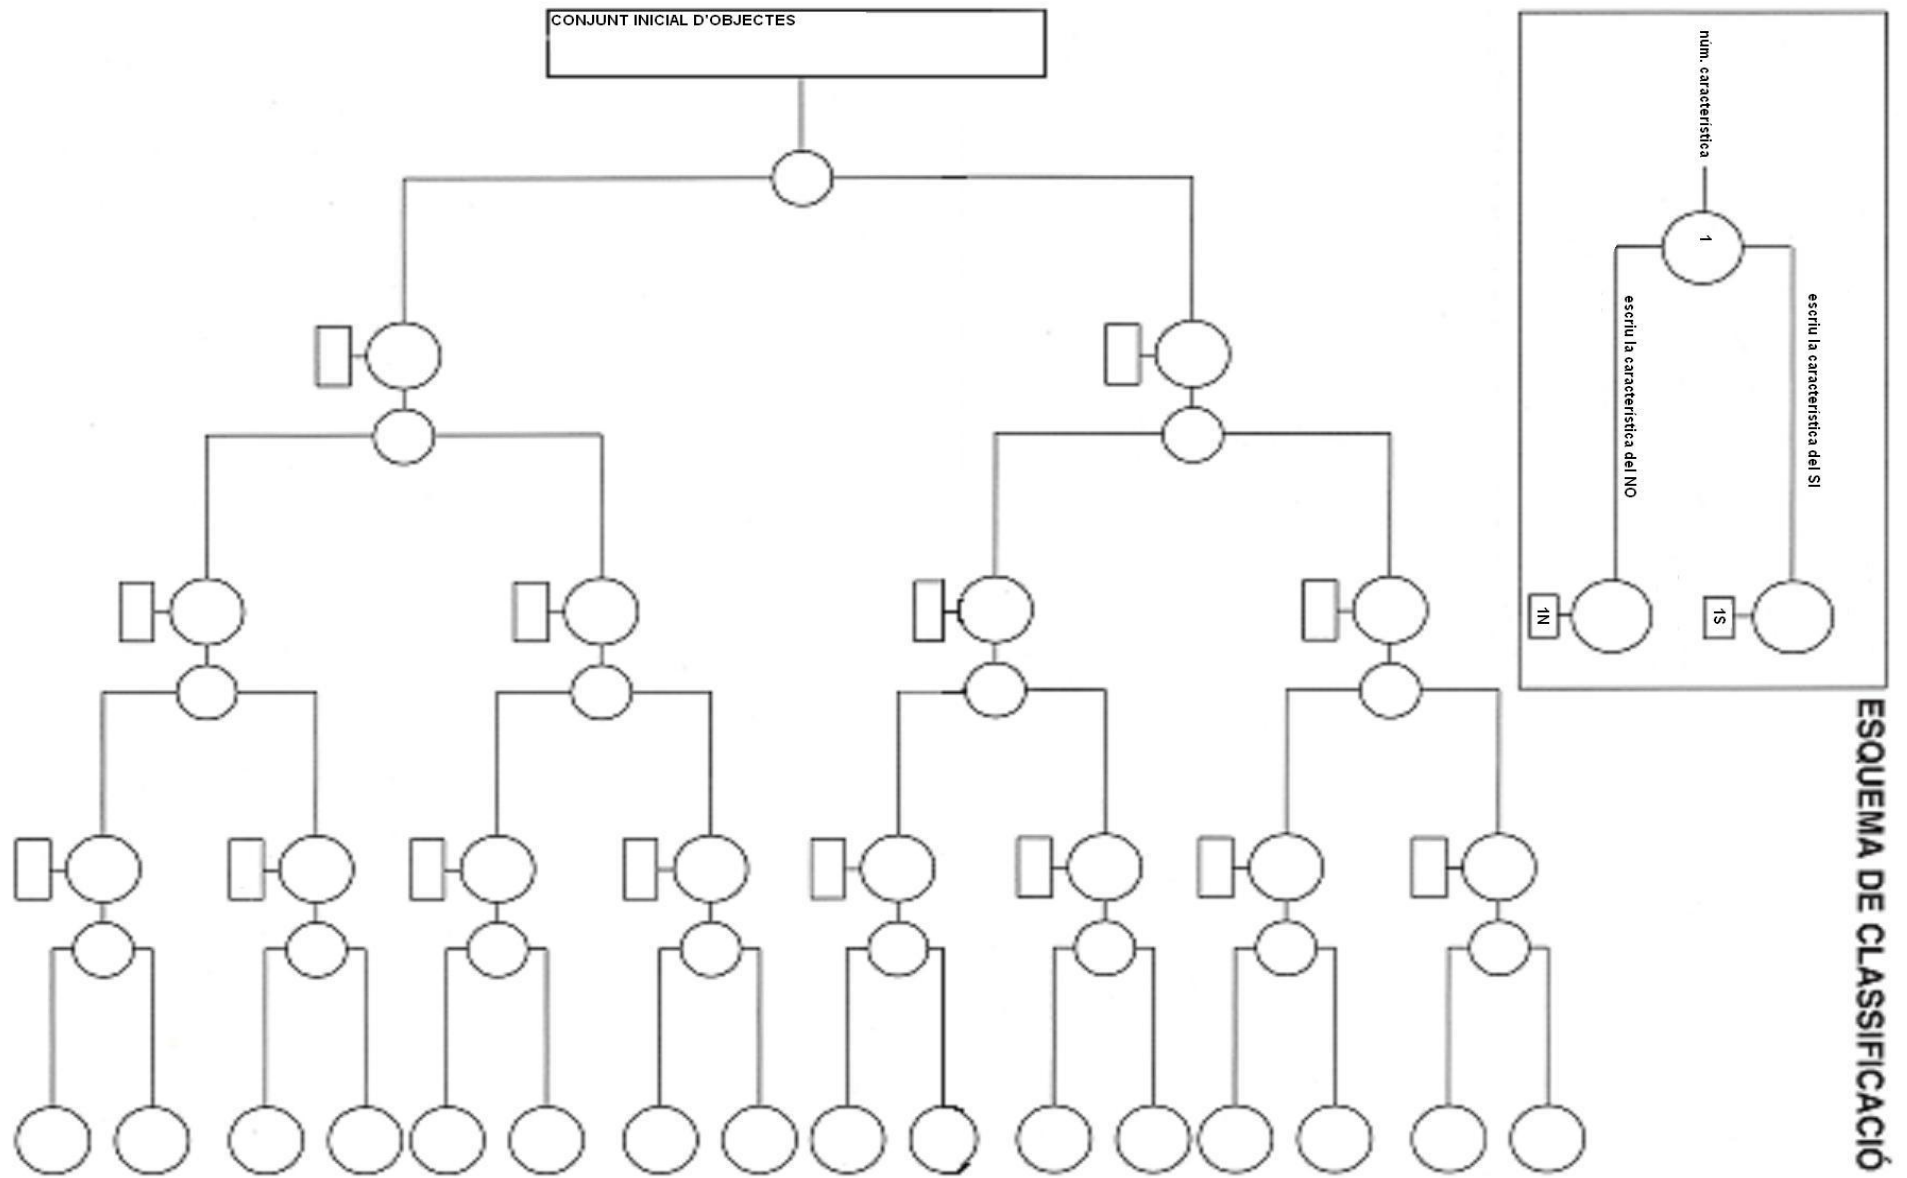 CONJUNT INICIAL D'OBJECTES
núm. característica
1
escriu la característica del NO
escriu la característica del SI
1N
1S
ESQUEMA DE CLASSIFICACIÓ